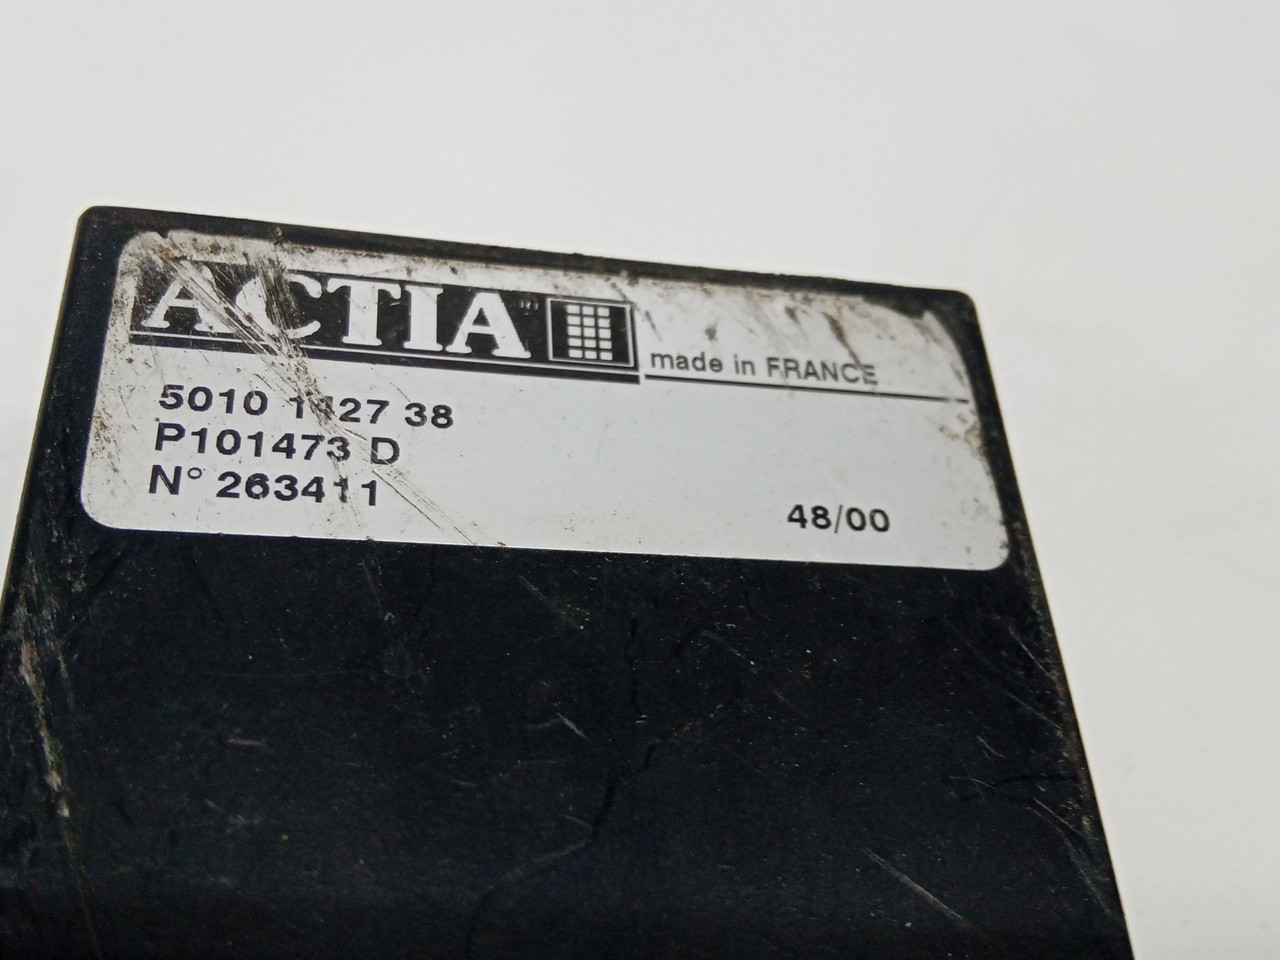 ACTIA®
made in FRANCE
5010 1427 38
P101473 D
N° 263411
48/00